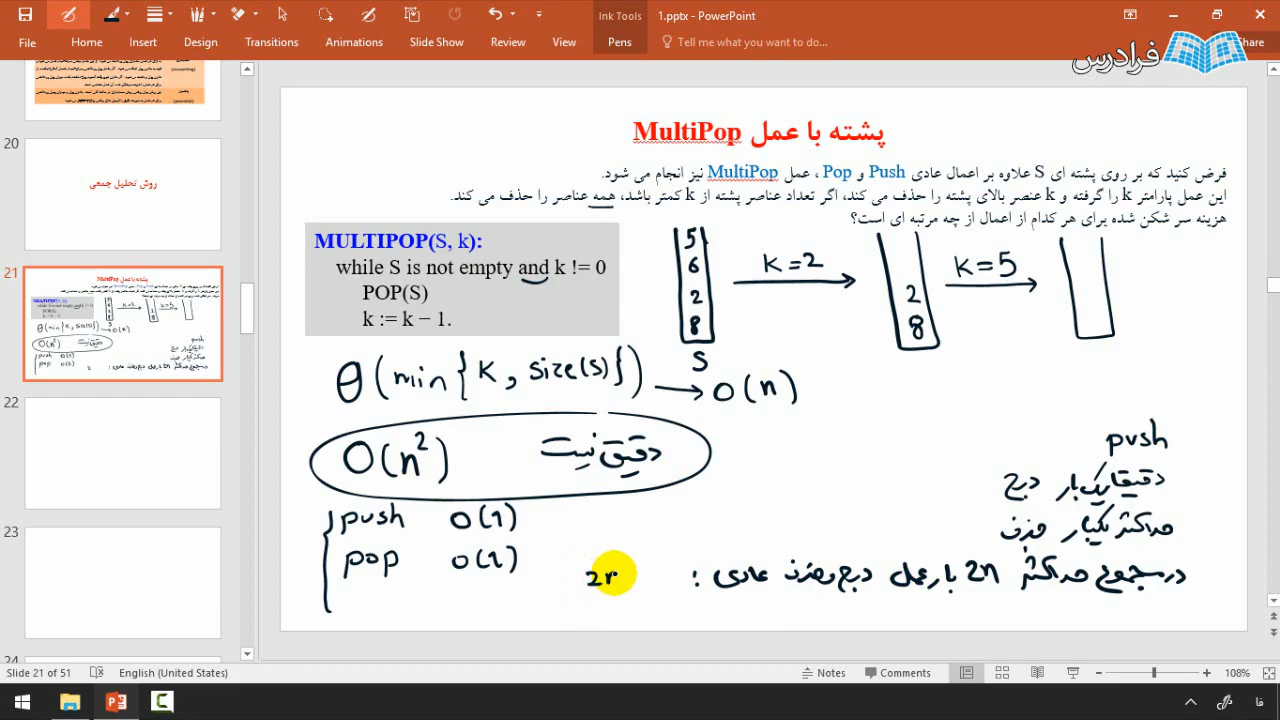 Ink Tools
1.pptx - PowerPoint
File Home Insert Design Transitions Animations Slide Show Review View Pens Tell me what you want to do... Share
فرادرس
20
روش تحلیل جمعی
21
22
23
24
پشته با عمل MultiPop
فرض کنید که بر روی پشته ای S علاوه بر اعمال عادی Push و Pop ، عمل MultiPop نیز انجام می شود.
این عمل پارامتر k را گرفته و k عنصر بالای پشته را حذف می کند، اگر تعداد عناصر پشته از k کمتر باشد، همه عناصر را حذف می کند.
هزینه سر شکن شده برای هر کدام از اعمال از چه مرتبه ای است؟
MULTIPOP(S, k):
while S is not empty and k != 0
POP(S)
k := k − 1.
5
6
2
8
S
K=2
2
8
K=5
θ(min{K, size(s)}) → O(n)
O(n²) دقیق نیست
push O(1)
pop O(1)
push
دقیقا یک بار درج
حداکثر یکبار حذف
در مجموع حداکثر 2n بار عمل درج و حذف عادی :
Slide 21 of 51 English (United States) Notes Comments 108%
فا